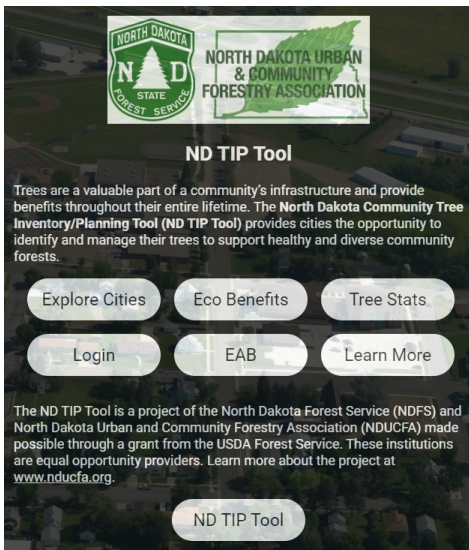 NORTH DAKOTA
N D
STATE
FOREST SERVICE
NORTH DAKOTA URBAN
& COMMUNITY
FORESTRY ASSOCIATION
ND TIP Tool
Trees are a valuable part of a community's infrastructure and provide
benefits throughout their entire lifetime. The North Dakota Community Tree
Inventory/Planning Tool (ND TIP Tool) provides cities the opportunity to
identify and manage their trees to support healthy and diverse community
forests.
Explore Cities
Eco Benefits
Tree Stats
Login
EAB
Learn More
The ND TIP Tool is a project of the North Dakota Forest Service (NDFS) and
North Dakota Urban and Community Forestry Association (NDUCFA) made
possible through a grant from the USDA Forest Service. These institutions
are equal opportunity providers. Learn more about the project at
www.nducfa.org.
ND TIP Tool